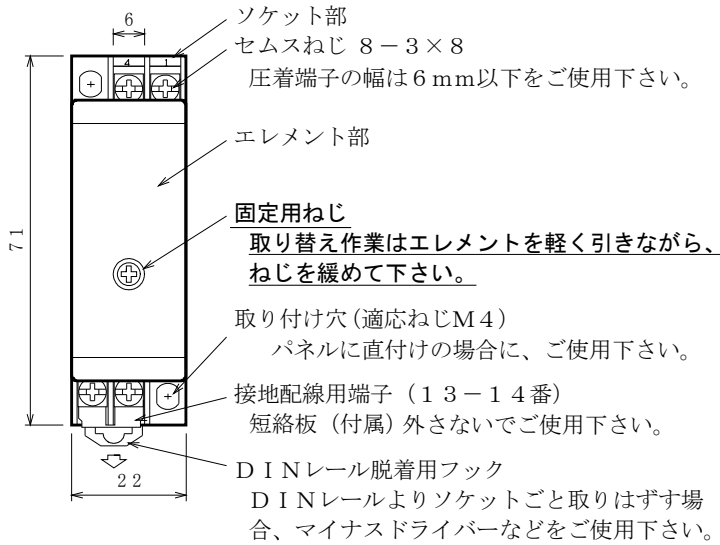 6
ソケット部
セムスねじ 8-3×8
圧着端子の幅は6mm以下をご使用下さい。
4 1
エレメント部
71
固定用ねじ
取り替え作業はエレメントを軽く引きながら、
ねじを緩めて下さい。
取り付け穴(適応ねじM4)
パネルに直付けの場合に、ご使用下さい。
接地配線用端子(13-14番)
短絡板(付属)外さないでご使用下さい。
22
DINレール脱着用フック
DINレールよりソケットごと取りはずす場
合、マイナスドライバーなどをご使用下さい。